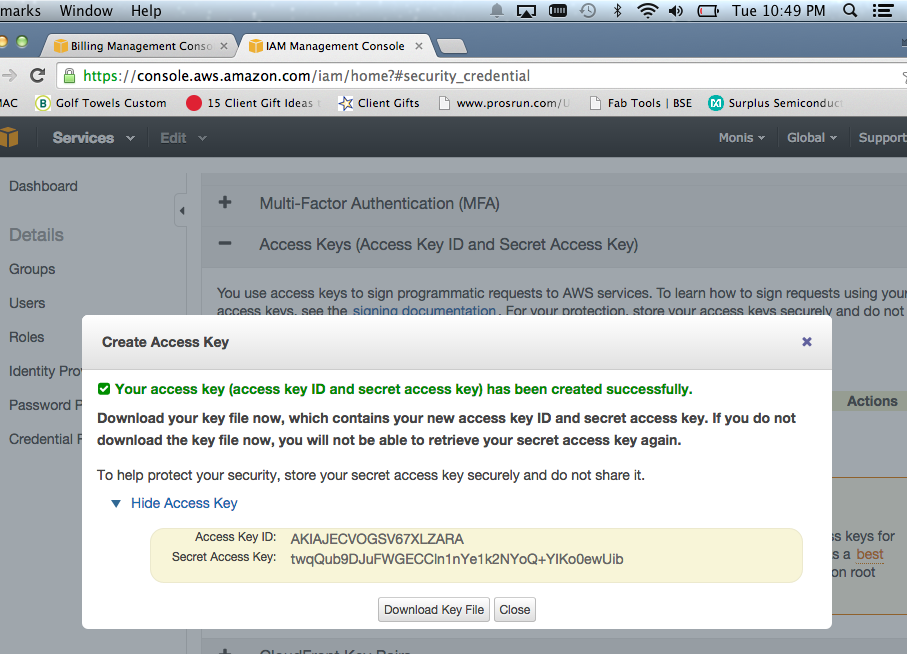 marks Window Help Tue 10:49 PM
Billing Management Conso IAM Management Console
https://console.aws.amazon.com/iam/home?#security_credential
MAC Golf Towels Custom 15 Client Gift Ideas Client Gifts www.prosrun.com/ Fab Tools | BSE Surplus Semiconduc
Services Edit Monis Global Support
Dashboard
Multi-Factor Authentication (MFA)
Details
Access Keys (Access Key ID and Secret Access Key)
Groups
You use access keys to sign programmatic requests to AWS services. To learn how to sign requests using your
Users
access keys, see the signing documentation. For your protection, store your access keys securely and do not
Roles
Create Access Key
Identity Pro
Your access key (access key ID and secret access key) has been created successfully.
Password P
Actions
Download your key file now, which contains your new access key ID and secret access key. If you do not
Credential R
download the key file now, you will not be able to retrieve your secret access key again.
To help protect your security, store your secret access key securely and do not share it.
Hide Access Key
Access Key ID: AKIAJECVOGSV67XLZARA
ss keys for
Secret Access Key:
s a best
on root
Download Key File Close
CloudFront Key Pairs